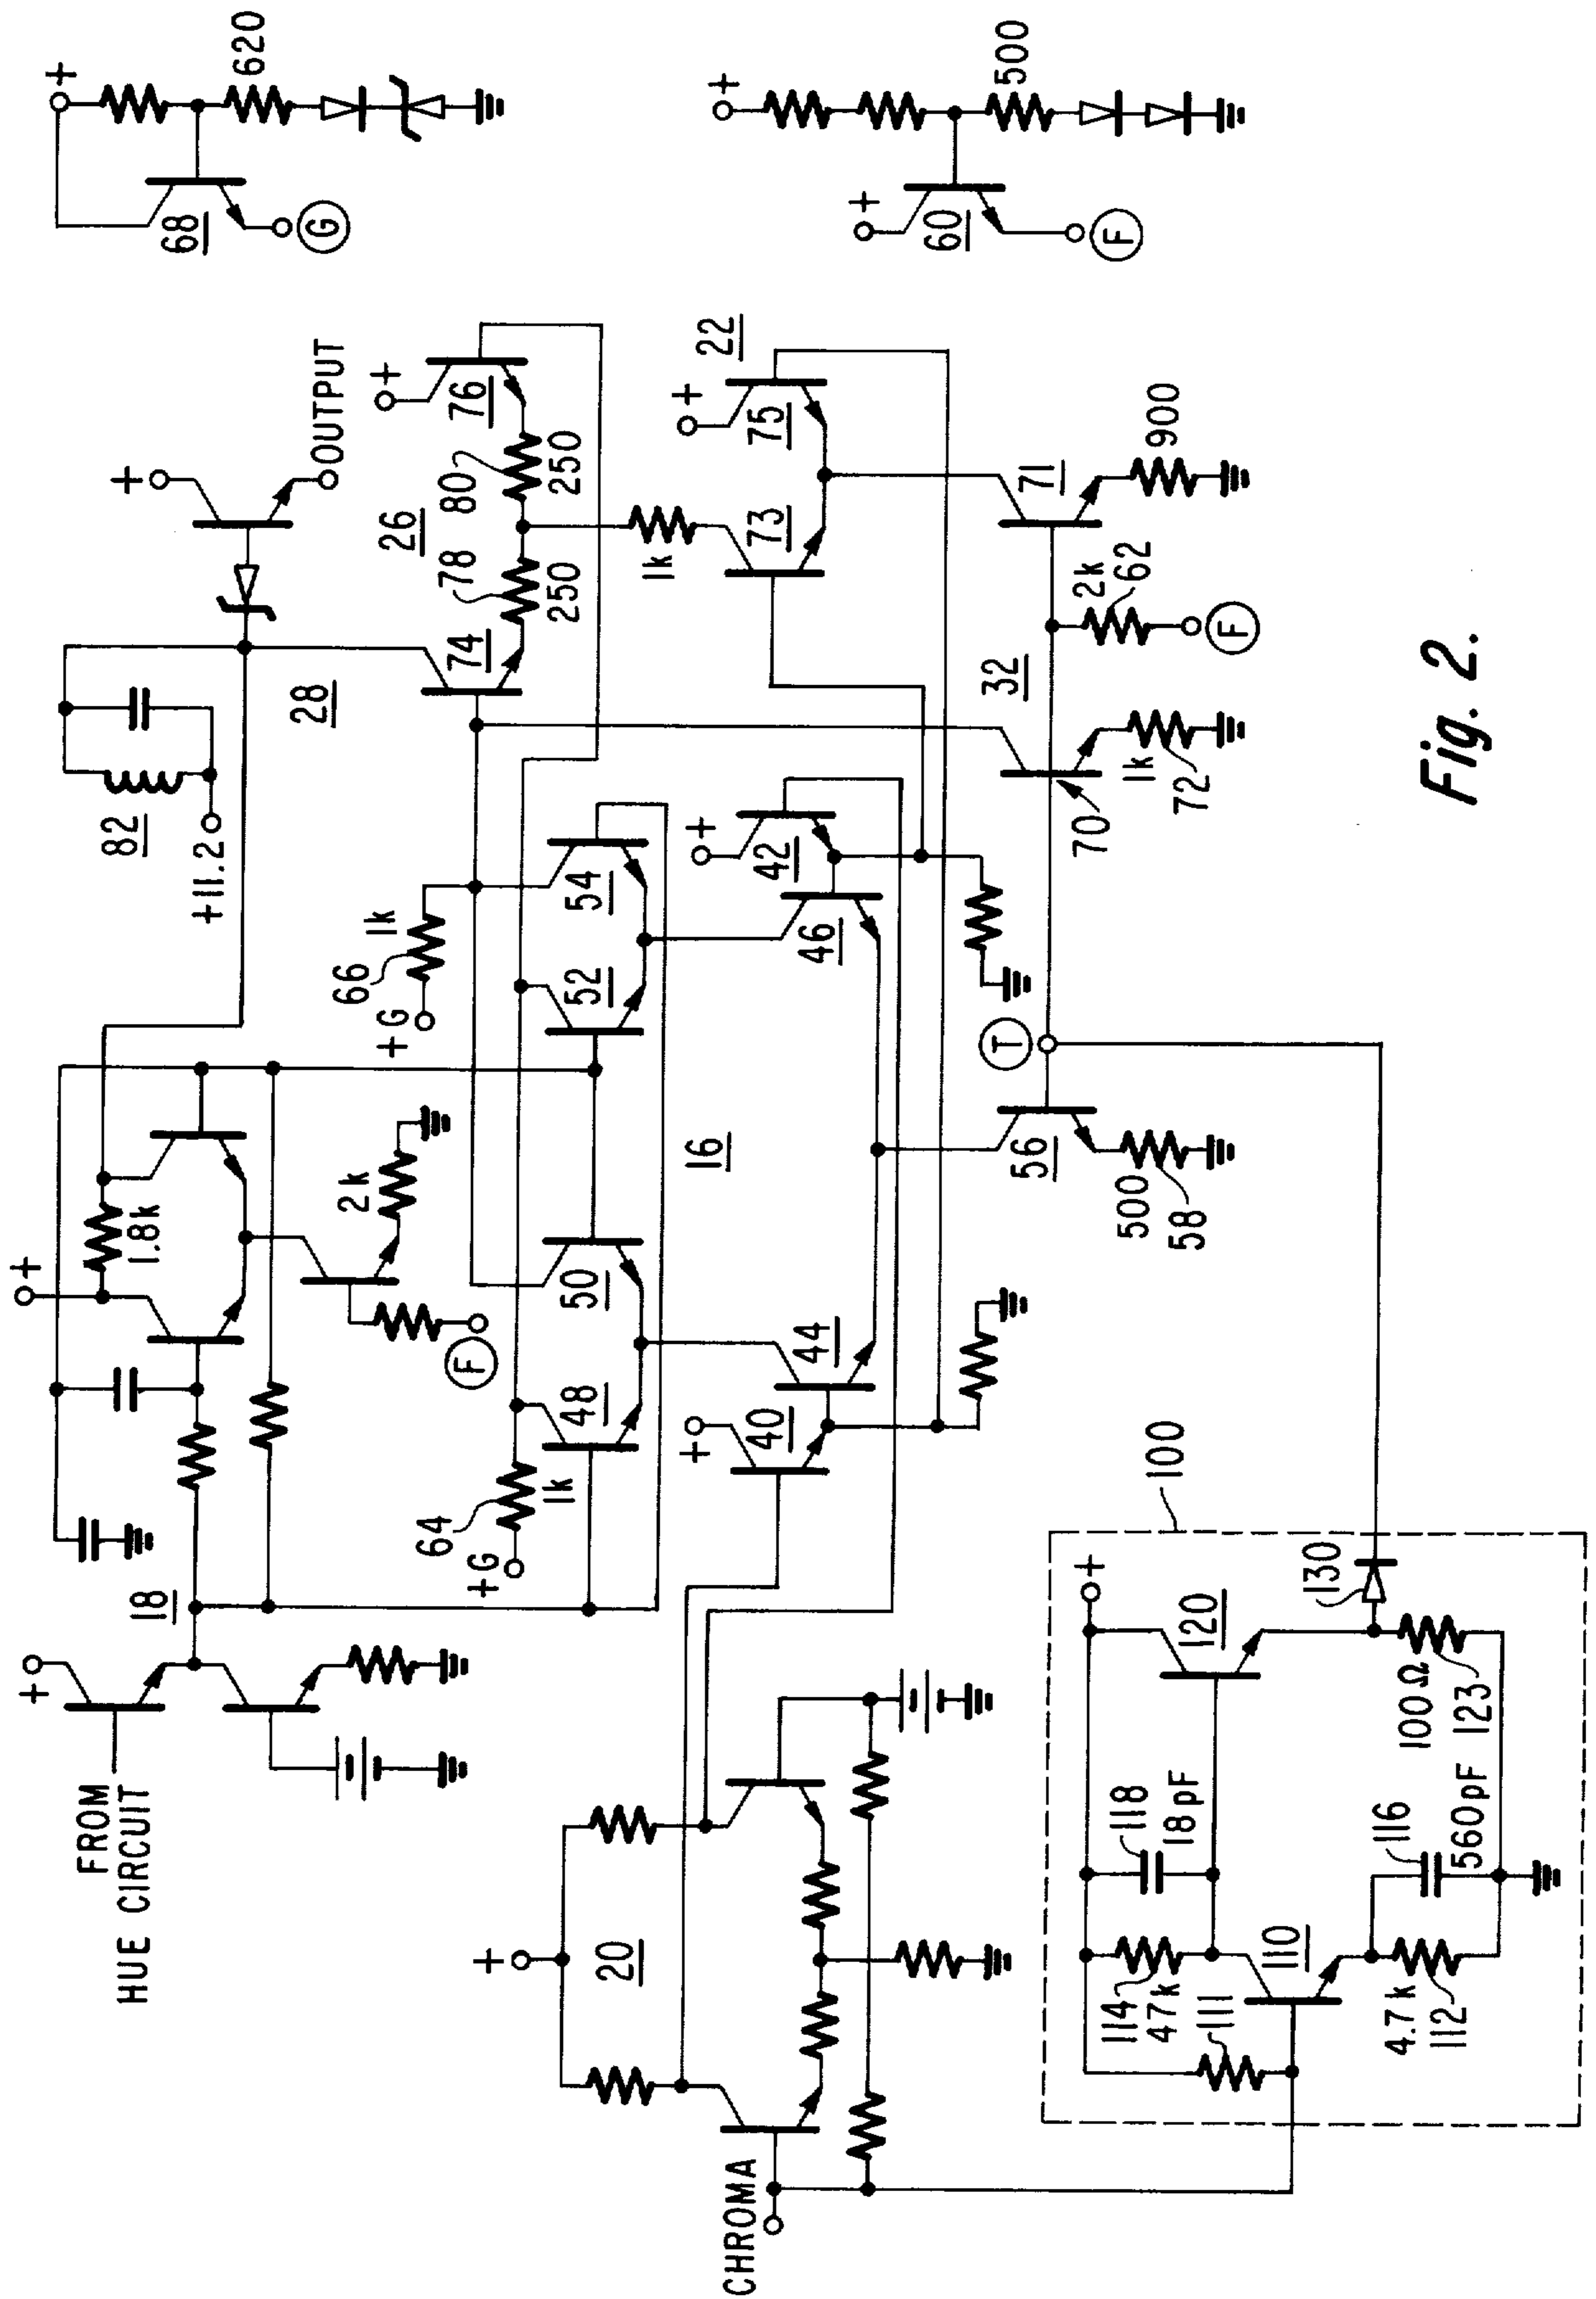 +
620
68
G
+
500
+
60
F
+
OUTPUT
82
+11.2
28
+
76
26
78
80
250
250
74
22
+
75
73
1k
71
900
32
2k
62
F
70
1k
72
+
1.8k
2k
F
66
1k
+G
54
52
16
+
42
46
T
56
500
58
50
48
64
1k
+G
44
40
+
18
+
FROM
HUE CIRCUIT
+
20
CHROMA
100
+
120
130
100Ω
123
118
18pF
116
560pF
110
114
47k
111
4.7k
112
Fig. 2.